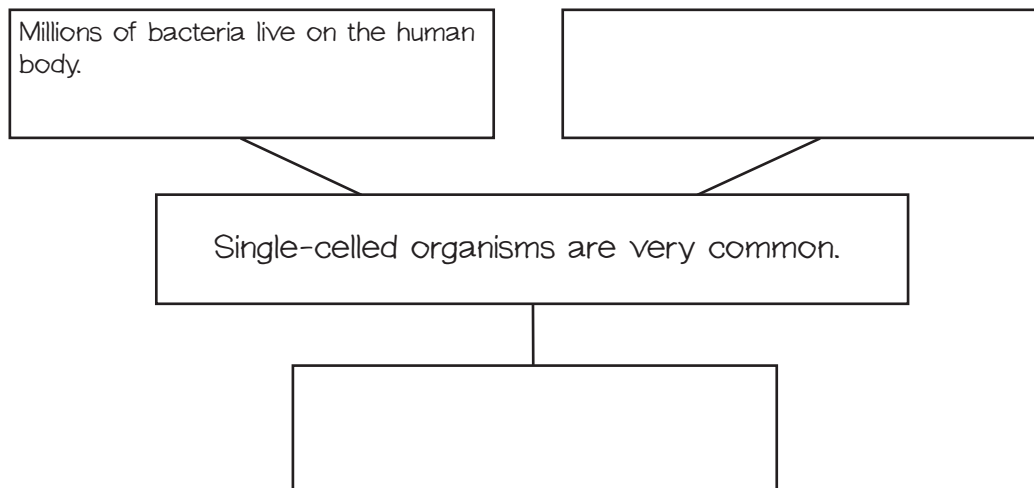 Millions of bacteria live on the human
body.
Single-celled organisms are very common.